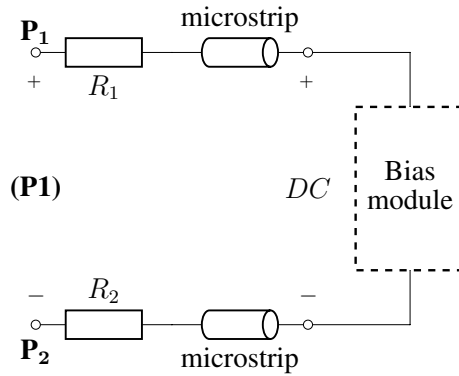 microstrip
P₁
+ R₁ +
(P1) DC Bias
module
− R₂ −
P₂
microstrip